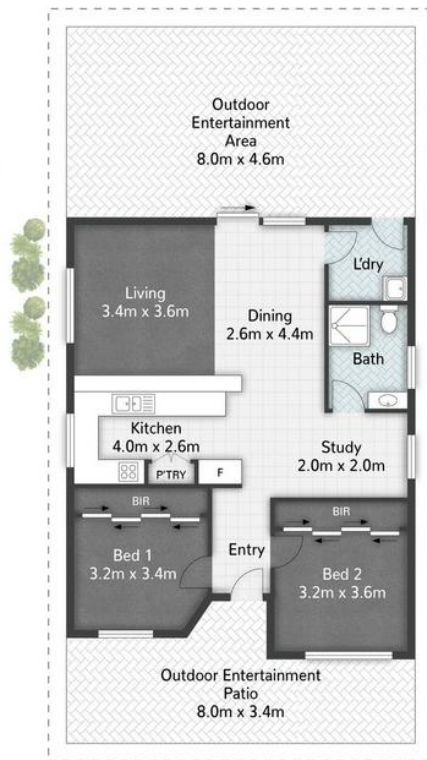 Outdoor
Entertainment
Area
8.0m x 4.6m
L'dry
Living
3.4m x 3.6m
Dining
2.6m x 4.4m
Bath
Kitchen
4.0m x 2.6m
Study
2.0m x 2.0m
P'TRY
F
BIR
BIR
Entry
Bed 1
3.2m x 3.4m
Bed 2
3.2m x 3.6m
Outdoor Entertainment
Patio
8.0m x 3.4m